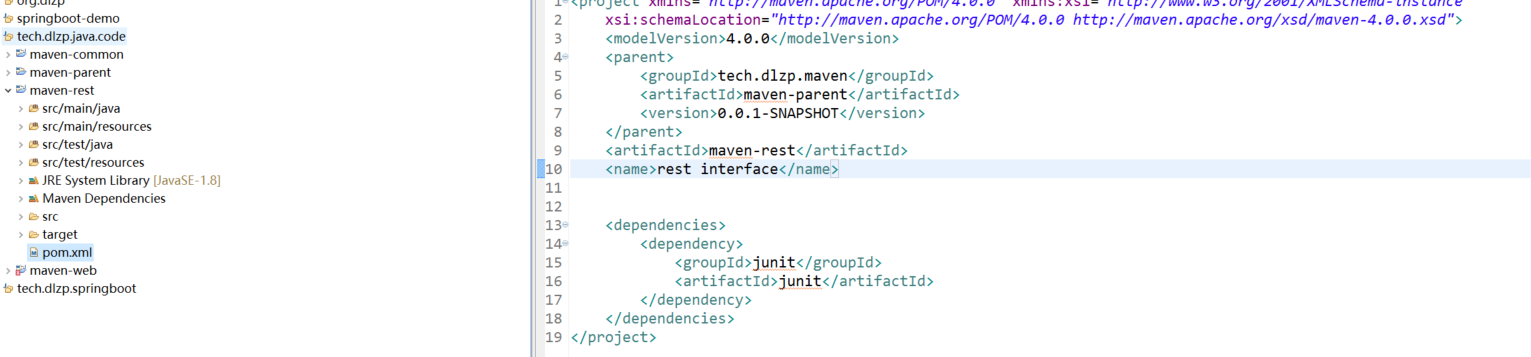 org.dlzp
springboot-demo
tech.dlzp.java.code
maven-common
maven-parent
maven-rest
src/main/java
src/main/resources
src/test/java
src/test/resources
JRE System Library [JavaSE-1.8]
Maven Dependencies
src
target
pom.xml
maven-web
tech.dlzp.springboot
1 <project xmlns="http://maven.apache.org/POM/4.0.0" xmlns:xsi="http://www.w3.org/2001/XMLSchema-instance"
2 xsi:schemaLocation="http://maven.apache.org/POM/4.0.0 http://maven.apache.org/xsd/maven-4.0.0.xsd">
3 <modelVersion>4.0.0</modelVersion>
4 <parent>
5 <groupId>tech.dlzp.maven</groupId>
6 <artifactId>maven-parent</artifactId>
7 <version>0.0.1-SNAPSHOT</version>
8 </parent>
9 <artifactId>maven-rest</artifactId>
10 <name>rest interface</name>
11
12
13 <dependencies>
14 <dependency>
15 <groupId>junit</groupId>
16 <artifactId>junit</artifactId>
17 </dependency>
18 </dependencies>
19 </project>